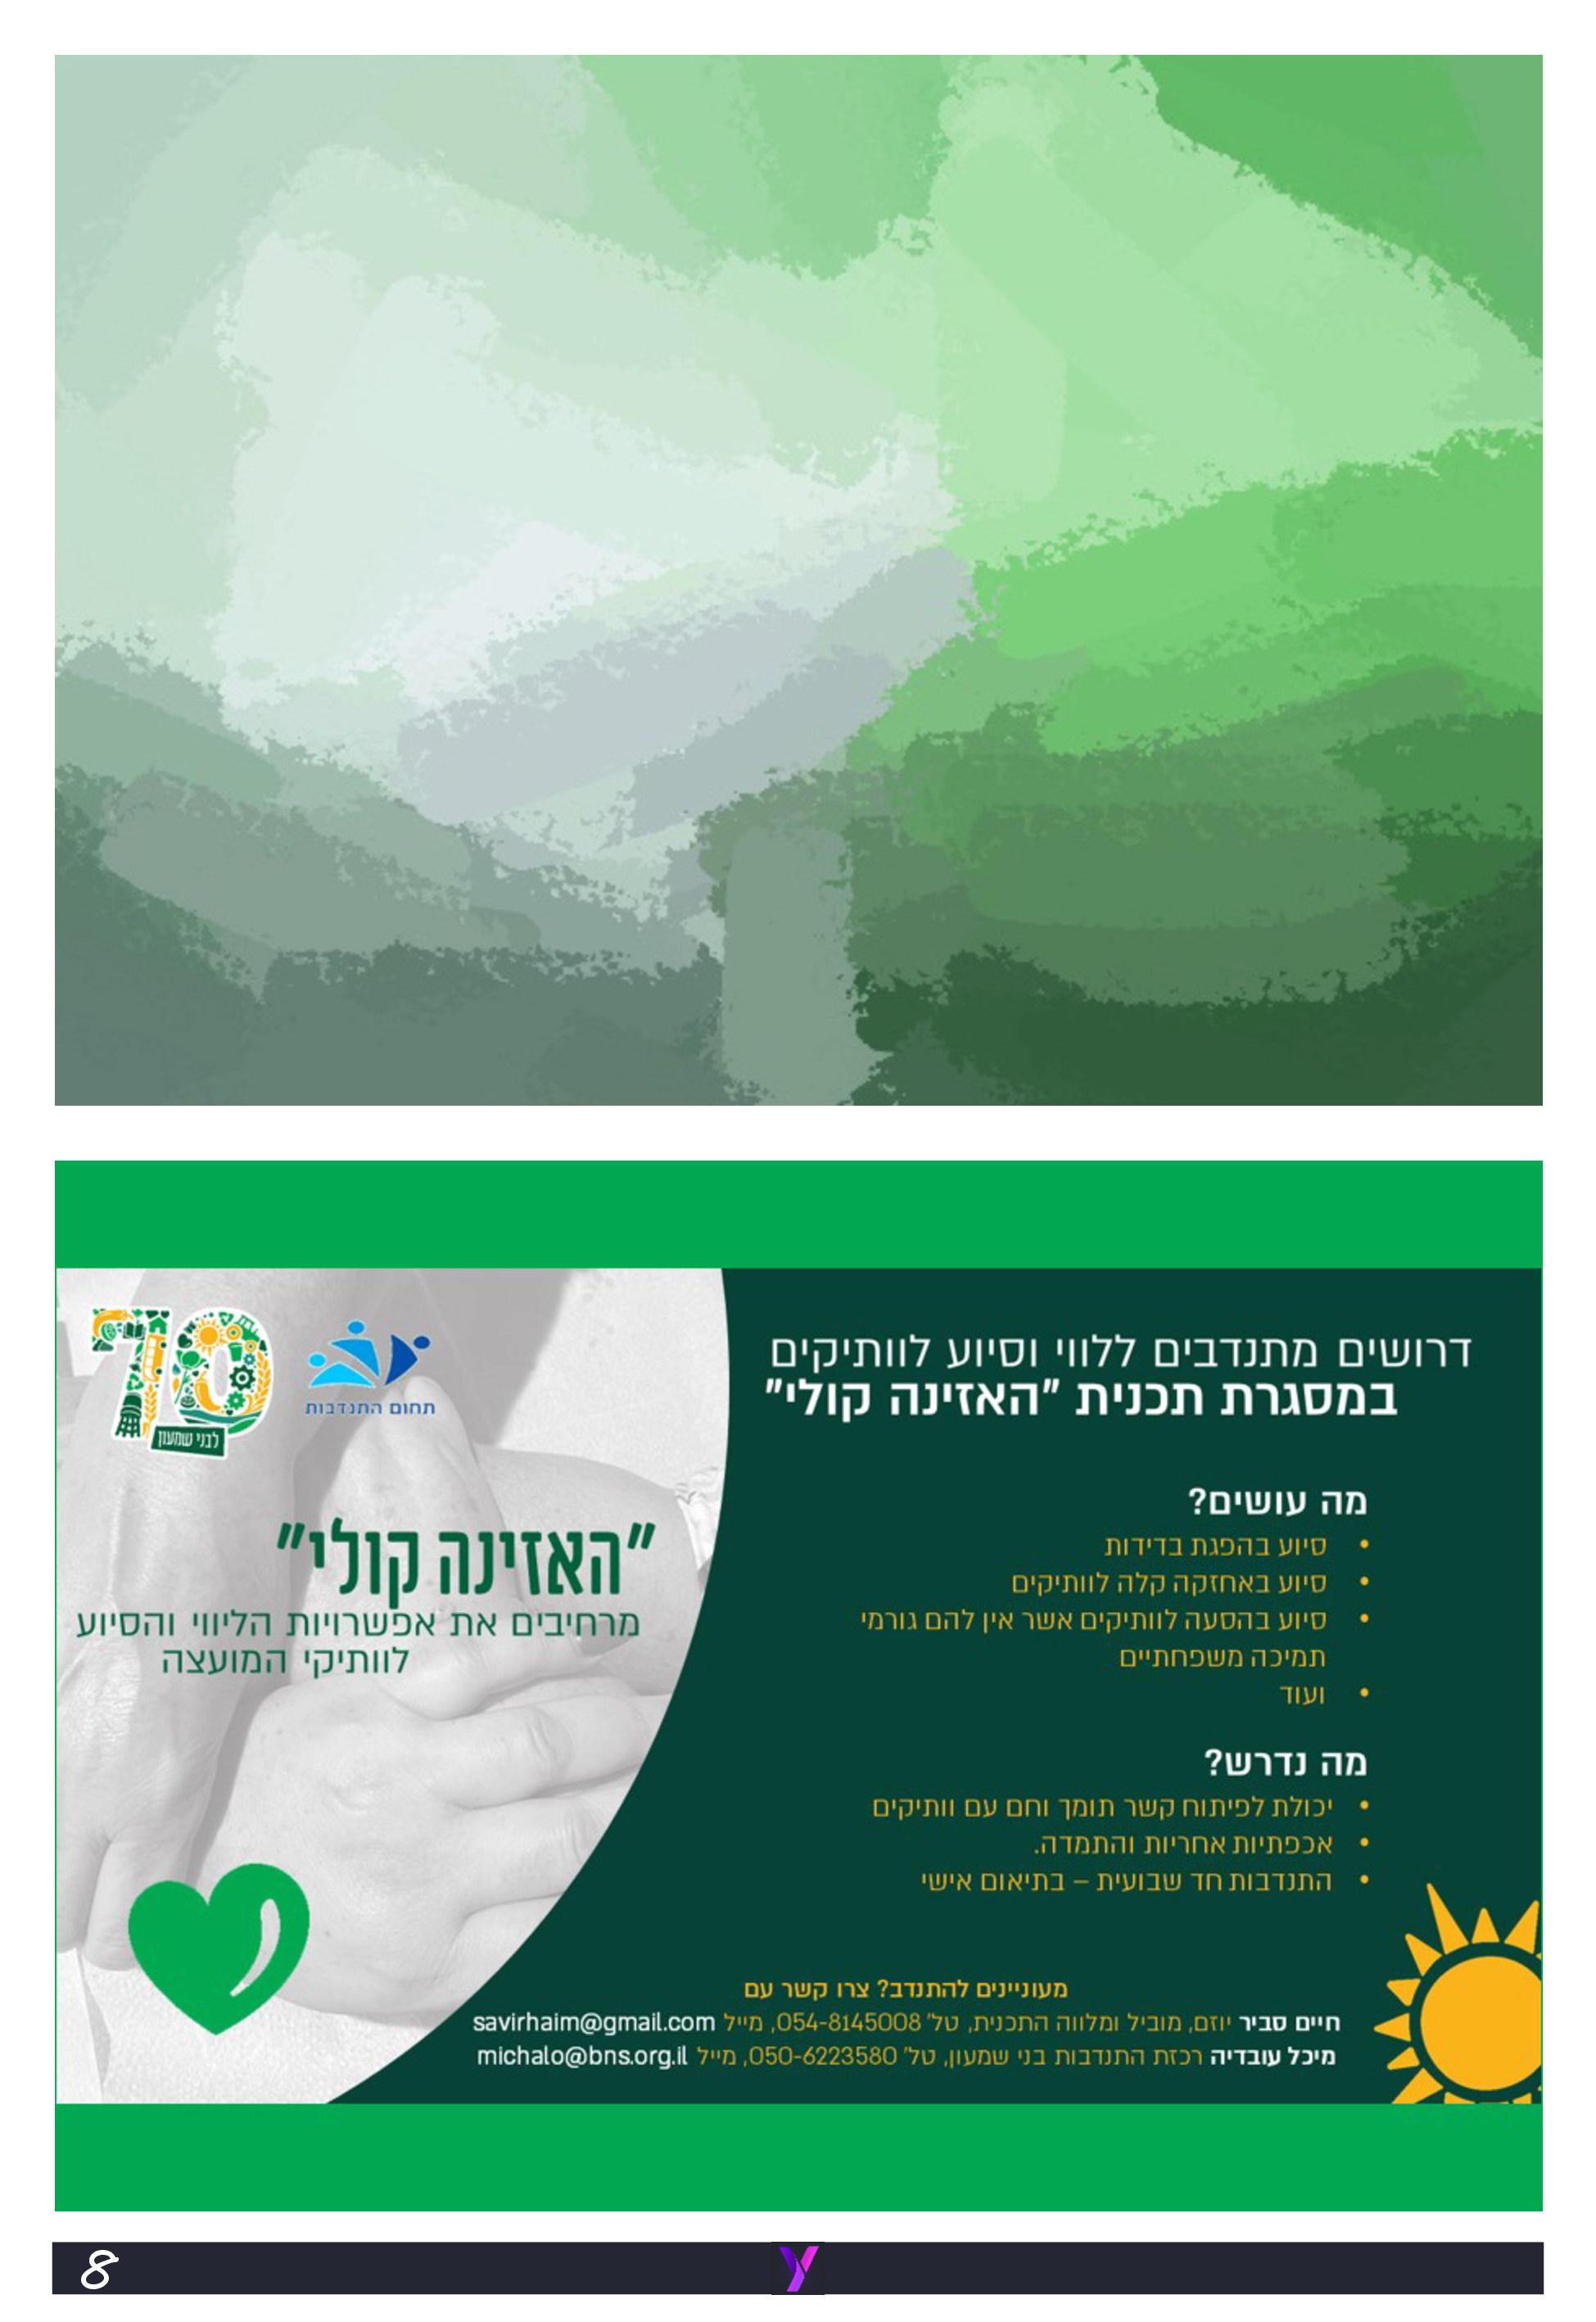 70
לבני שמעון
תחום התנדבות
דרושים מתנדבים ללווי וסיוע לוותיקים
במסגרת תכנית "האזינה קולי"
"האזינה קולי"
מרחיבים את אפשרויות הליווי והסיוע
לוותיקי המועצה
מה עושים?
• סיוע בהפגת בדידות
• סיוע באחזקה קלה לוותיקים
• סיוע בהסעה לוותיקים אשר אין להם גורמי
תמיכה משפחתיים
• ועוד
מה נדרש?
• יכולת לפיתוח קשר תומך וחם עם וותיקים
• אכפתיות אחריות והתמדה.
• התנדבות חד שבועית – בתיאום אישי
מעוניינים להתנדב? צרו קשר עם
חיים סביר יוזם, מוביל ומלווה התכנית, טל' 054-8145008, מייל savirhaim@gmail.com
מיכל עובדיה רכזת התנדבות בני שמעון, טל' 050-6223580, מייל michalo@bns.org.il
8